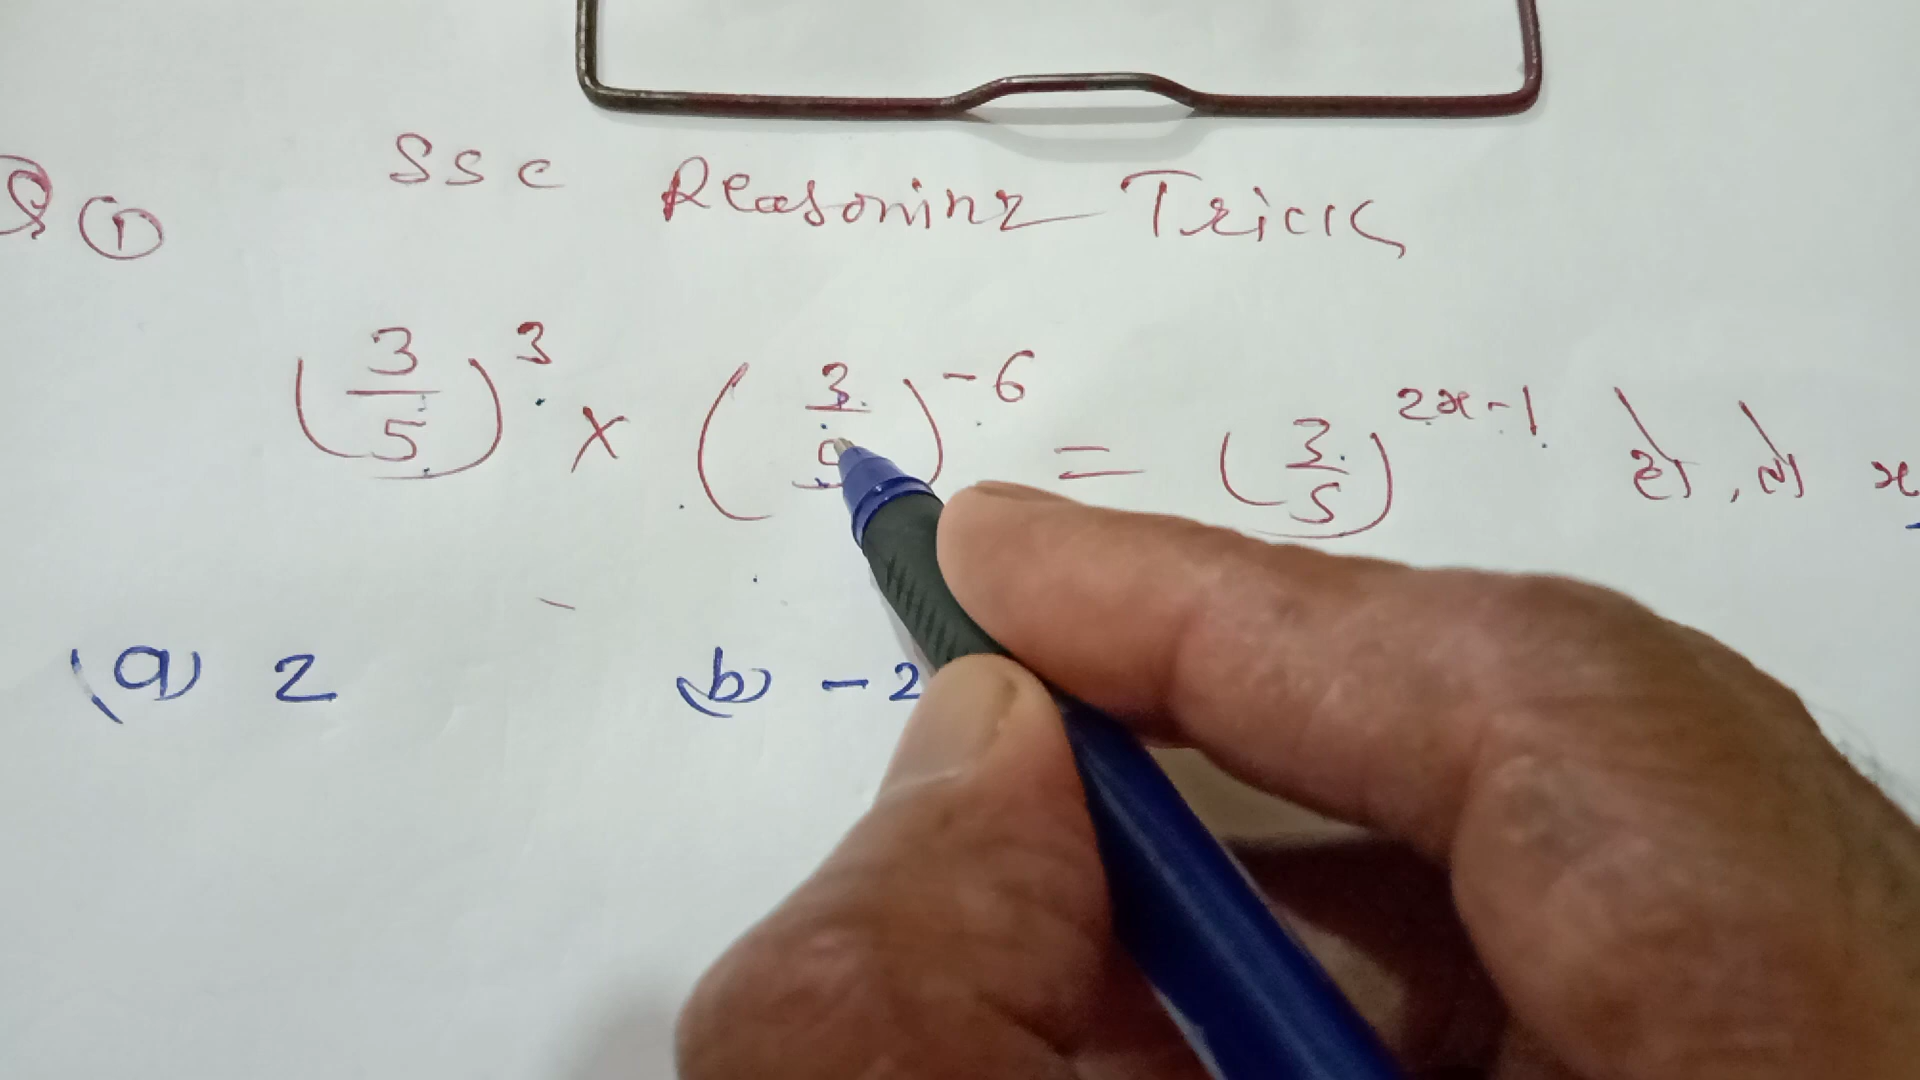 SSC Reasoning Trick
Q ①
(3/5)^3 × (3/5)^-6 = (3/5)^2x-1 हो, तो x
(a) 2 (b) -2